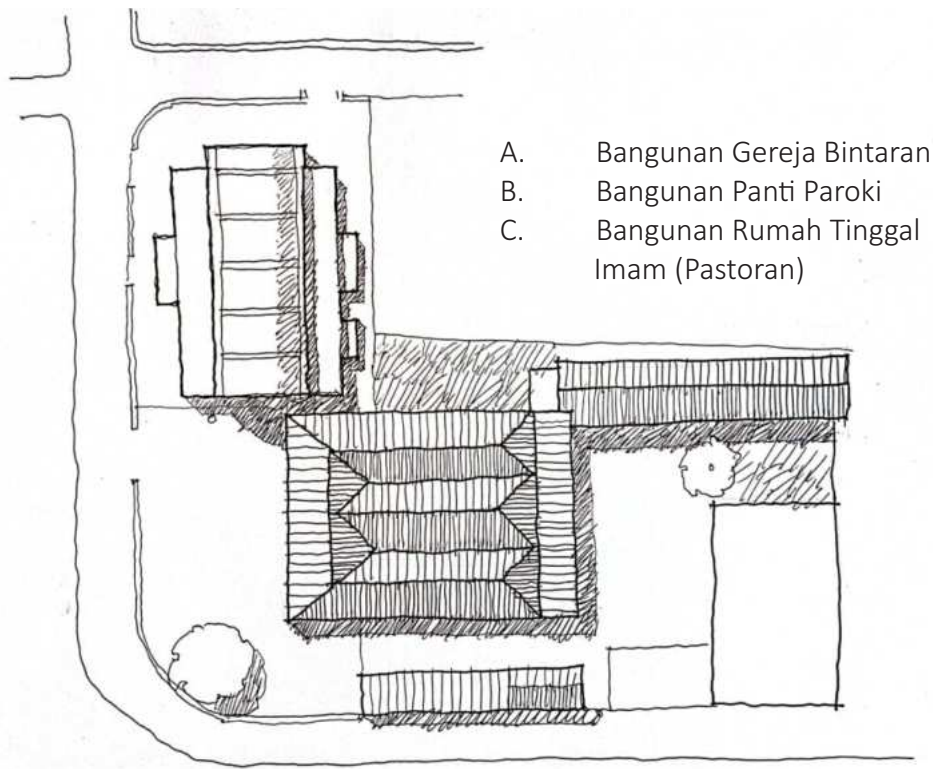 A. Bangunan Gereja Bintaran
B. Bangunan Panti Paroki
C. Bangunan Rumah Tinggal
Imam (Pastoran)